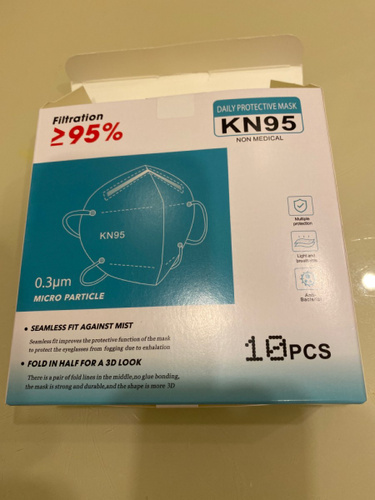 Filtration
≥95%
DAILY PROTECTIVE MASK
KN95
NON MEDICAL
KN95
Multiple
protection
Light and
breathable
Anti-
Bacterial
0.3μm
MICRO PARTICLE
• SEAMLESS FIT AGAINST MIST
Seamless fit improves the protective function of the mask
to protect the eyeglasses from fogging due to exhalation
• FOLD IN HALF FOR A 3D LOOK
There is a pair of fold lines in the middle,no glue bonding,
the mask is strong and durable,and the shape is more 3D
10PCS